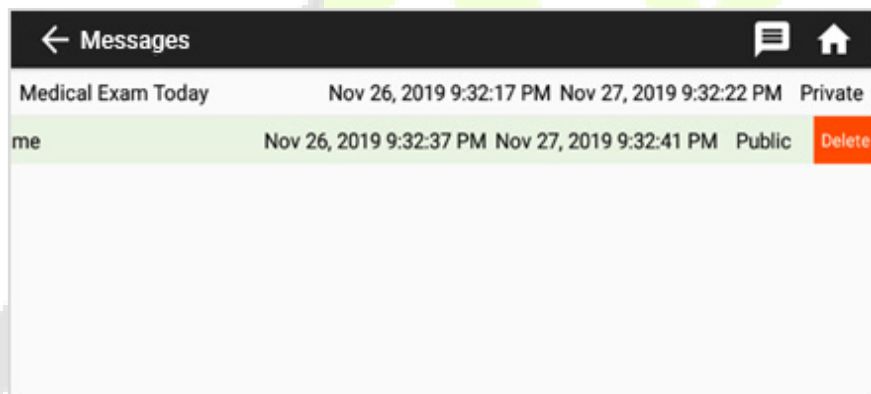 Messages
Medical Exam Today Nov 26, 2019 9:32:17 PM Nov 27, 2019 9:32:22 PM Private
me Nov 26, 2019 9:32:37 PM Nov 27, 2019 9:32:41 PM Public Delete